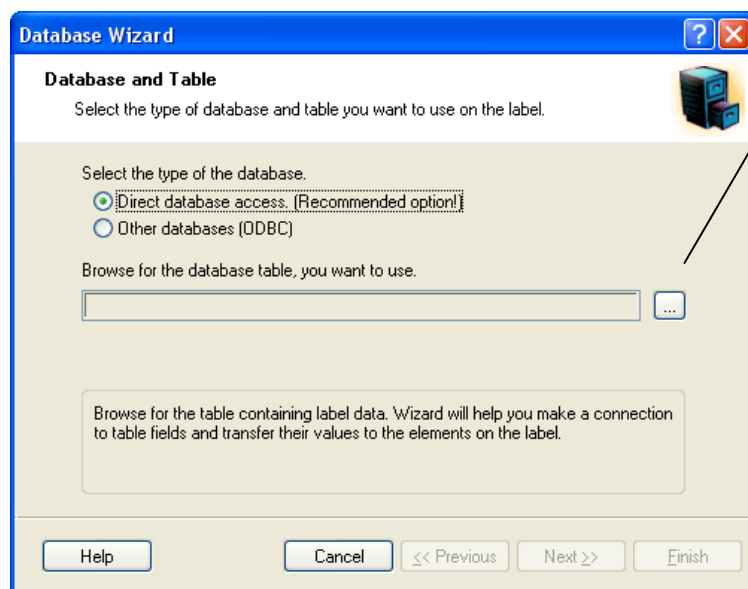 Database Wizard
Database and Table
Select the type of database and table you want to use on the label.
Select the type of the database.
Direct database access. (Recommended option!)
Other databases (ODBC)
Browse for the database table, you want to use.
...
Browse for the table containing label data. Wizard will help you make a connection
to table fields and transfer their values to the elements on the label.
Help Cancel << Previous Next >> Finish